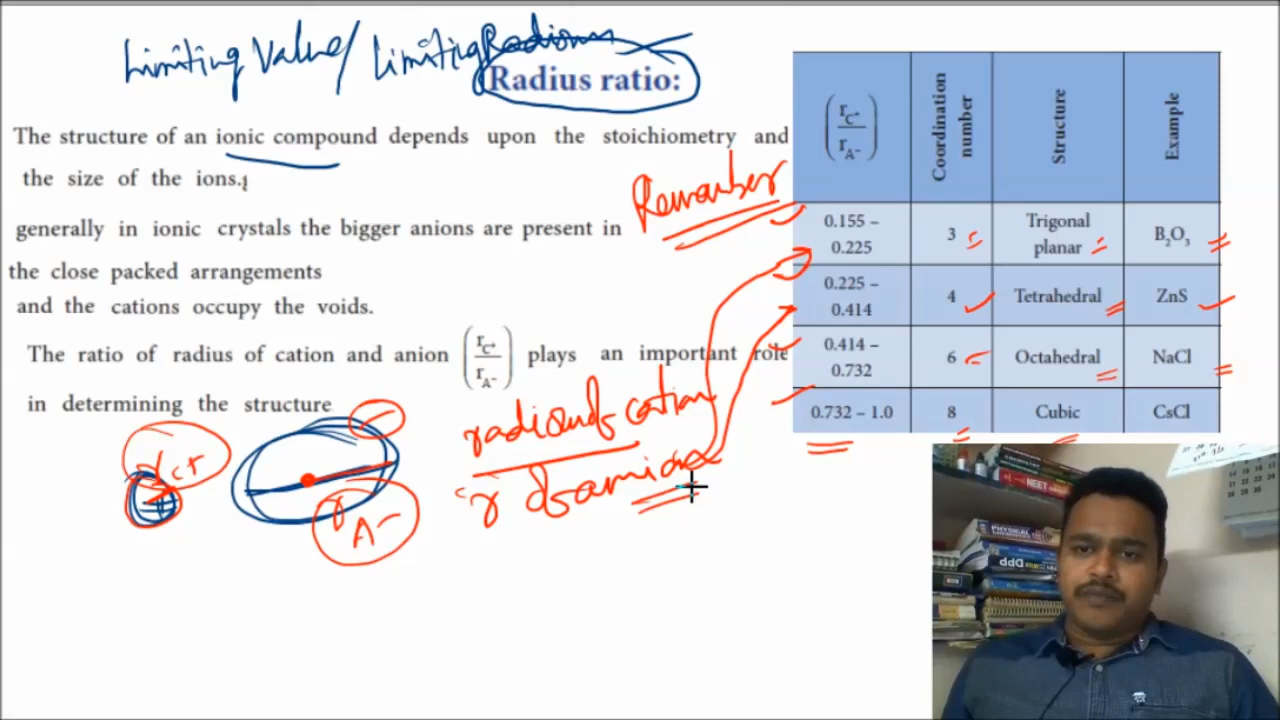 Limiting Value/ Limiting
Radius ratio:
The structure of an ionic compound depends upon the stoichiometry and
the size of the ions.
generally in ionic crystals the bigger anions are present in
the close packed arrangements
and the cations occupy the voids.
The ratio of radius of cation and anion (rC+/rA-) plays an important role
in determining the structure
Remember
radius of cation
r of anion
rC+
rA-
(rC+/rA-) Coordination number Structure Example
0.155 – 0.225 3 Trigonal planar B2O3
0.225 – 0.414 4 Tetrahedral ZnS
0.414 – 0.732 6 Octahedral NaCl
0.732 – 1.0 8 Cubic CsCl
PHYSICAL
DPP
NEET